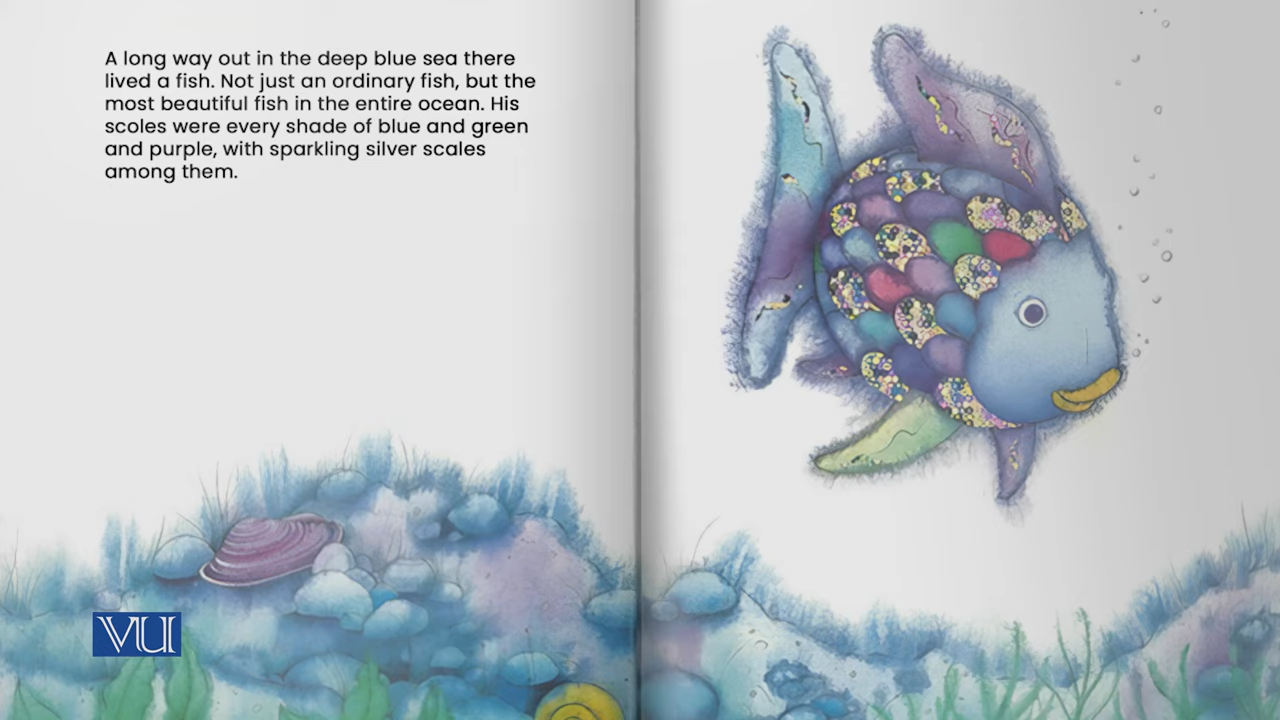 A long way out in the deep blue sea there
lived a fish. Not just an ordinary fish, but the
most beautiful fish in the entire ocean. His
scoles were every shade of blue and green
and purple, with sparkling silver scales
among them.
VU